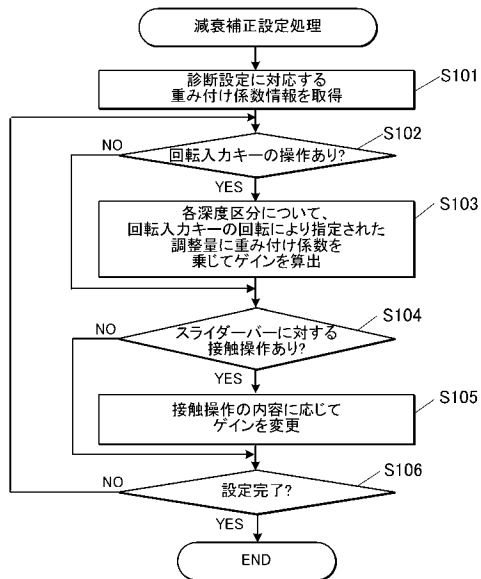 減衰補正設定処理
診断設定に対応する
重み付け係数情報を取得
S101
S102
回転入力キーの操作あり?
NO
YES
S103
各深度区分について、
回転入力キーの回転により指定された
調整量に重み付け係数を
乗じてゲインを算出
S104
スライダーバーに対する
接触操作あり?
NO
YES
S105
接触操作の内容に応じて
ゲインを変更
S106
設定完了?
NO
YES
END